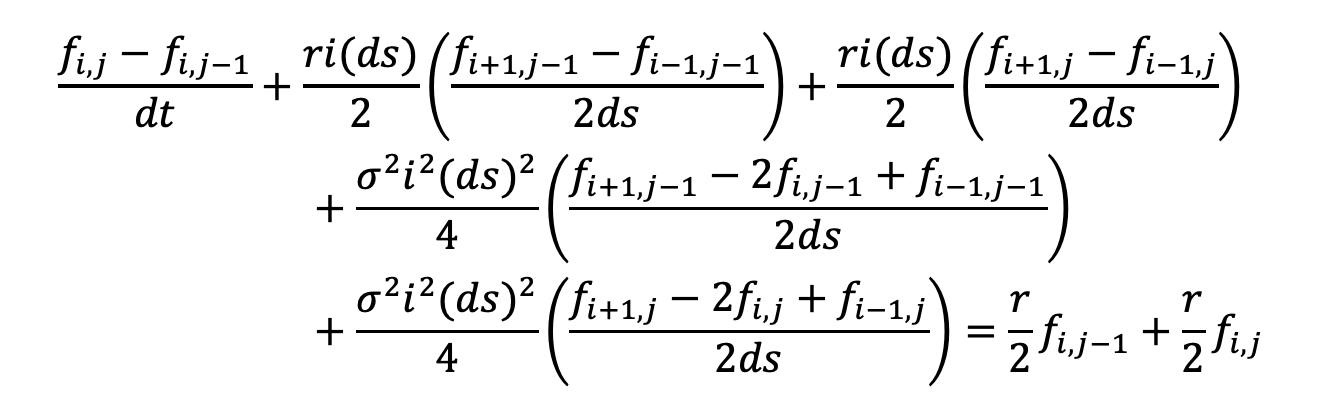 \frac{f_{i,j} - f_{i,j-1}}{dt} + \frac{ri(ds)}{2}\left(\frac{f_{i+1,j-1} - f_{i-1,j-1}}{2ds}\right) + \frac{ri(ds)}{2}\left(\frac{f_{i+1,j} - f_{i-1,j}}{2ds}\right)
+ \frac{\sigma^2 i^2 (ds)^2}{4}\left(\frac{f_{i+1,j-1} - 2f_{i,j-1} + f_{i-1,j-1}}{2ds}\right)
+ \frac{\sigma^2 i^2 (ds)^2}{4}\left(\frac{f_{i+1,j} - 2f_{i,j} + f_{i-1,j}}{2ds}\right) = \frac{r}{2} f_{i,j-1} + \frac{r}{2} f_{i,j}